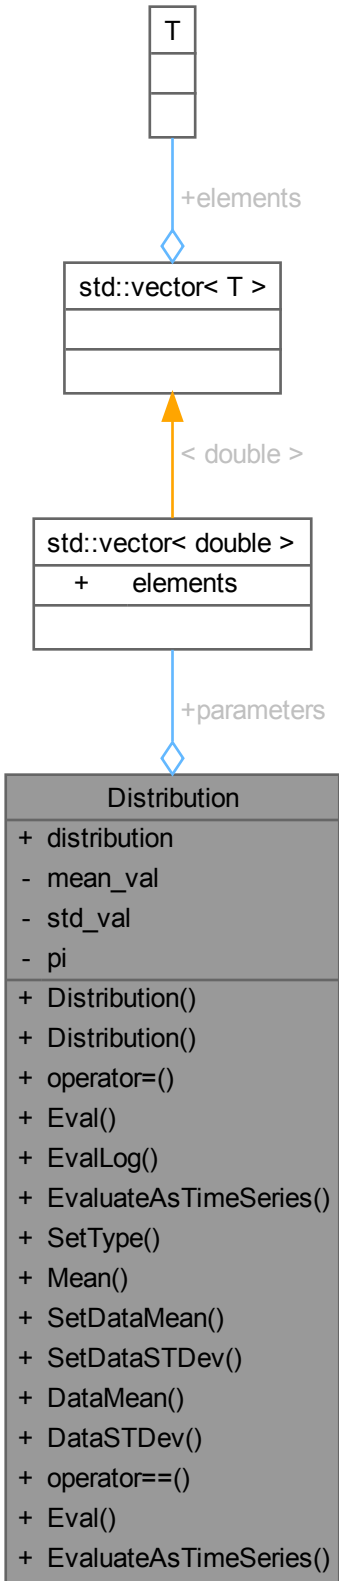 T
+elements
std::vector< T >
< double >
std::vector< double >
+ elements
+parameters
Distribution
+ distribution
- mean_val
- std_val
- pi
+ Distribution()
+ Distribution()
+ operator=()
+ Eval()
+ EvalLog()
+ EvaluateAsTimeSeries()
+ SetType()
+ Mean()
+ SetDataMean()
+ SetDataSTDev()
+ DataMean()
+ DataSTDev()
+ operator==()
+ Eval()
+ EvaluateAsTimeSeries()